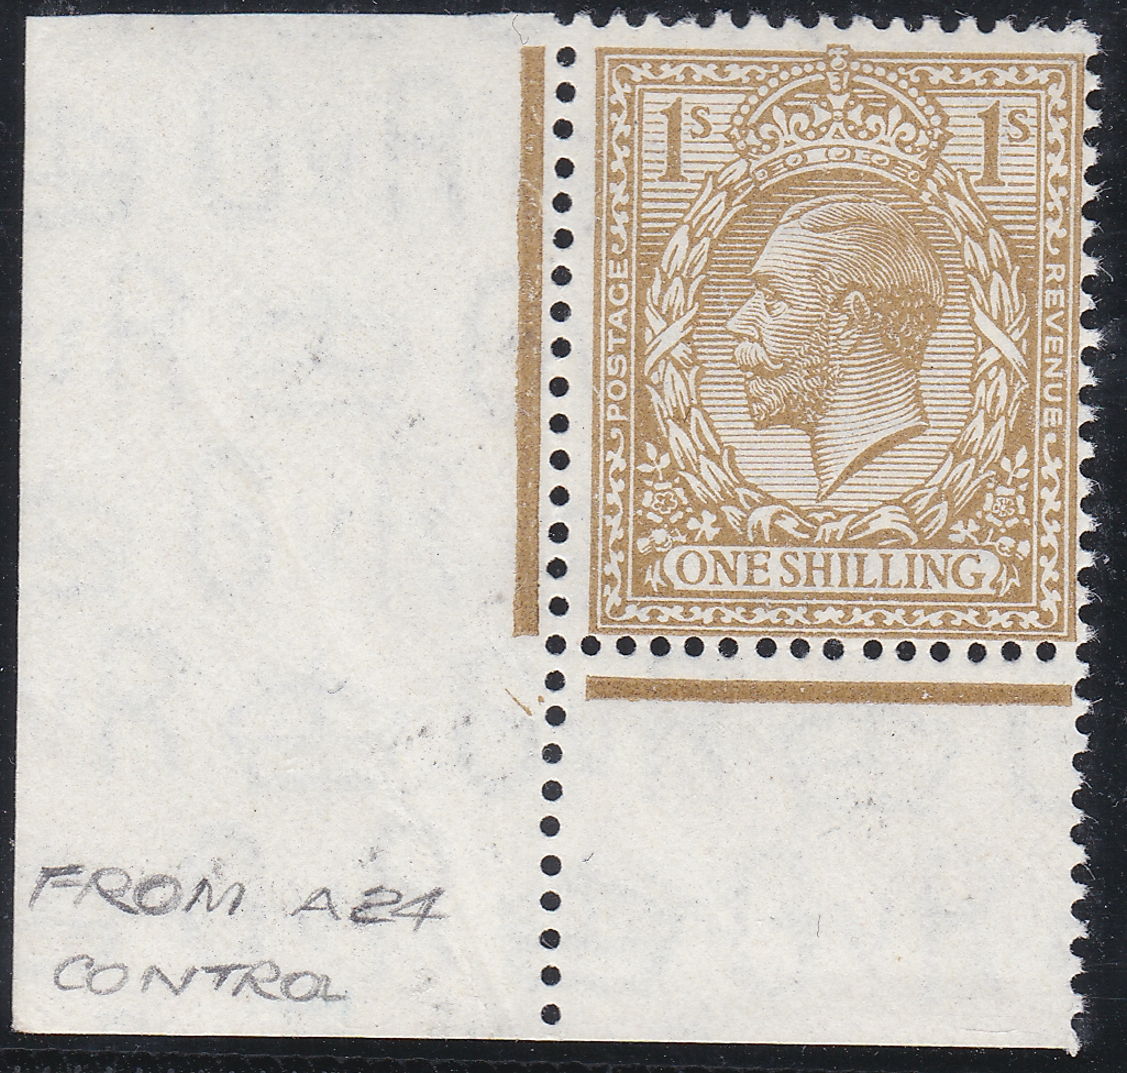 1S 1S
POSTAGE
REVENUE
ONE SHILLING
FROM A24
CONTROL